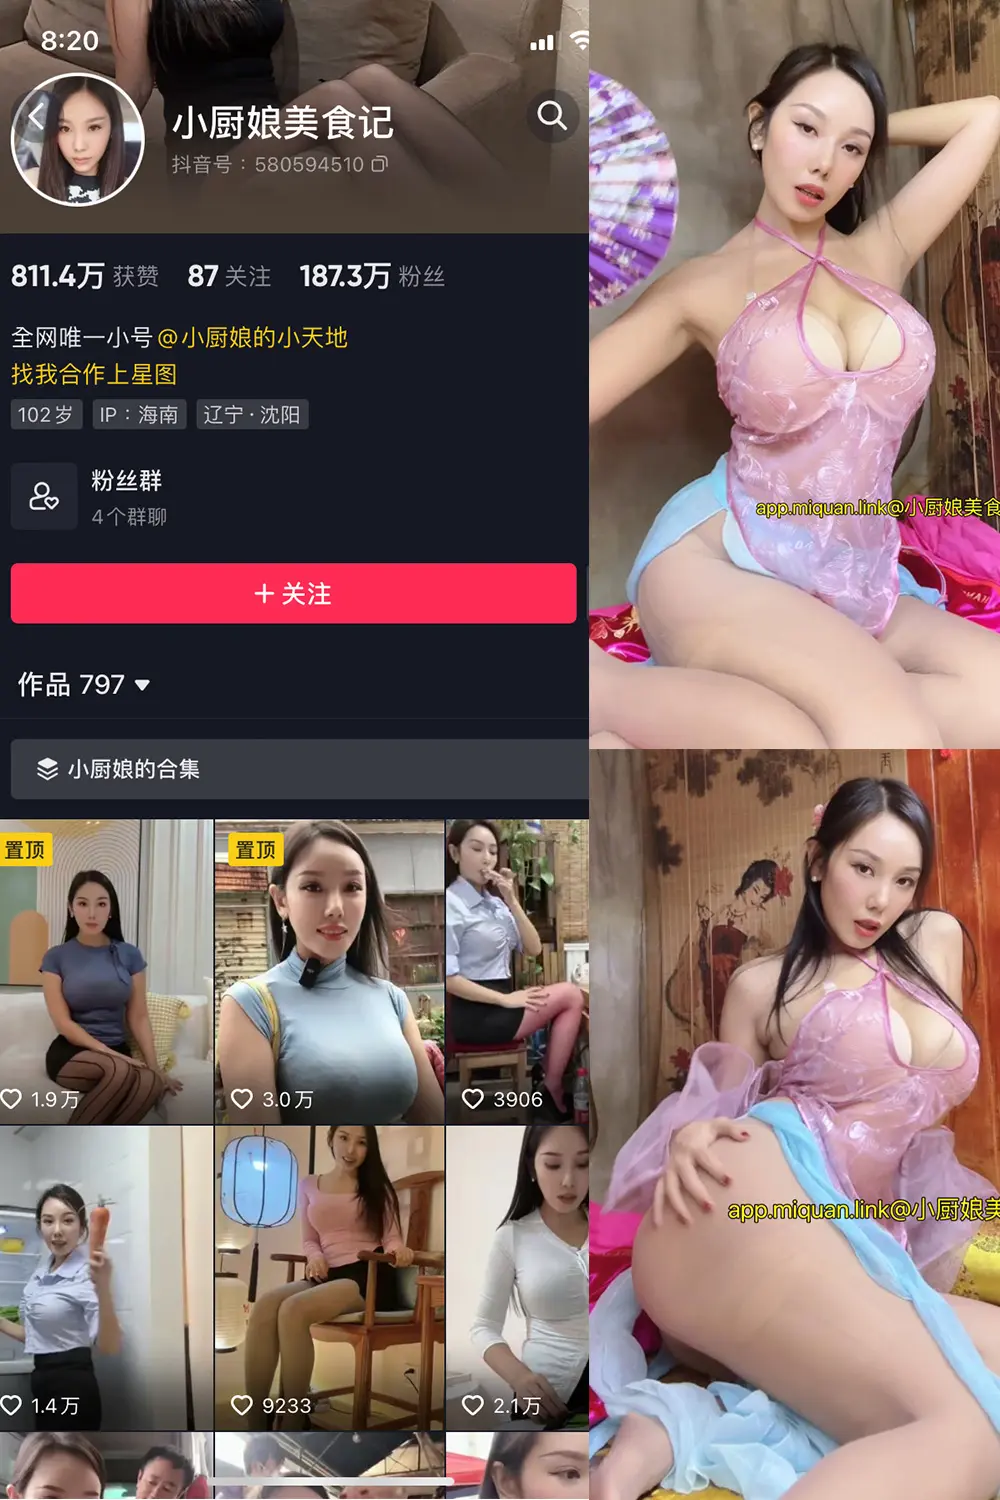 8:20
小厨娘美食记
抖音号：580594510
811.4万 获赞 87 关注 187.3万 粉丝
全网唯一小号@小厨娘的小天地
找我合作上星图
102岁 IP：海南 辽宁·沈阳
粉丝群
4个群聊
+ 关注
作品 797
小厨娘的合集
置顶
置顶
1.9万
3.0万
3906
1.4万
9233
2.1万
app.miquan.link@小厨娘美食
app.miquan.link@小厨娘美